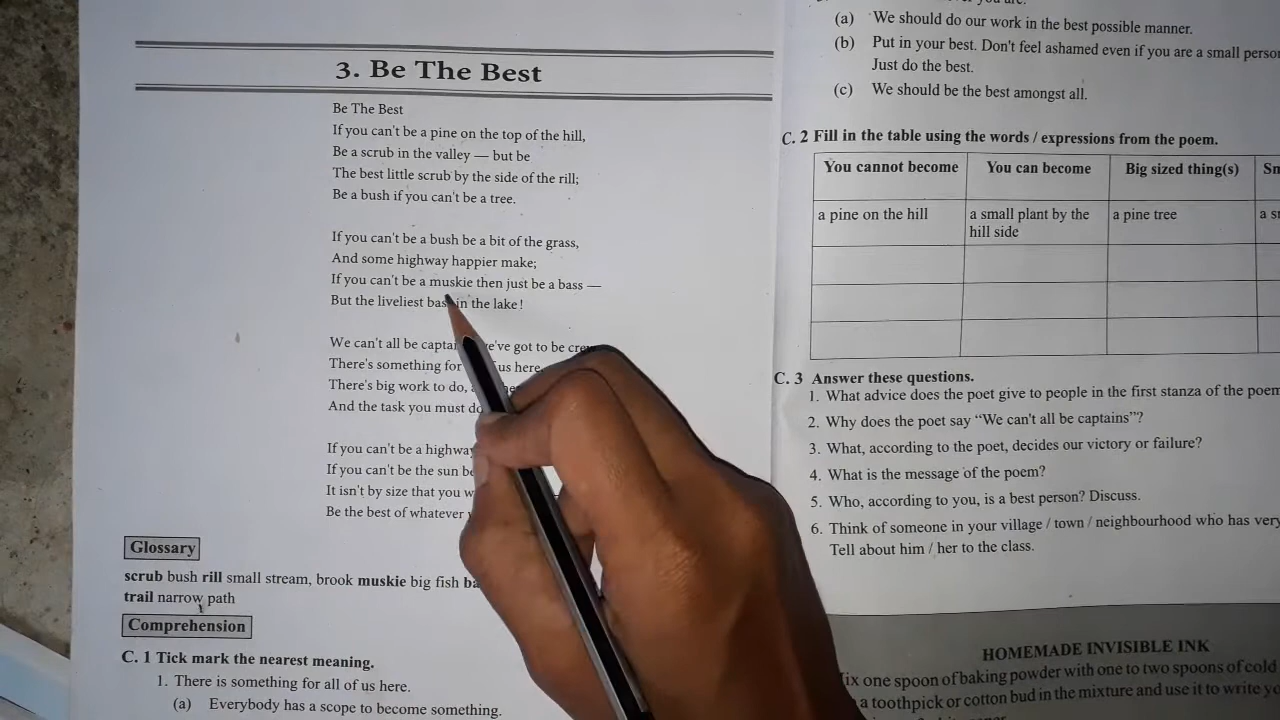 3. Be The Best
Be The Best
If you can't be a pine on the top of the hill,
Be a scrub in the valley — but be
The best little scrub by the side of the rill;
Be a bush if you can't be a tree.
If you can't be a bush be a bit of the grass,
And some highway happier make;
If you can't be a muskie then just be a bass —
But the liveliest bass in the lake!
We can't all be captai we've got to be crew
There's something for us here,
There's big work to do,
And the task you must do
If you can't be a highway
If you can't be the sun be
It isn't by size that you
Be the best of whatever
Glossary
scrub bush rill small stream, brook muskie big fish
trail narrow path
Comprehension
C. 1 Tick mark the nearest meaning.
1. There is something for all of us here.
(a) Everybody has a scope to become something.
(a) We should do our work in the best possible manner.
(b) Put in your best. Don't feel ashamed even if you are a small perso
Just do the best.
(c) We should be the best amongst all.
C. 2 Fill in the table using the words / expressions from the poem.
You cannot become You can become Big sized thing(s)
a pine on the hill a small plant by the hill side a pine tree
C. 3 Answer these questions.
1. What advice does the poet give to people in the first stanza of the poem
2. Why does the poet say “We can't all be captains”?
3. What, according to the poet, decides our victory or failure?
4. What is the message of the poem?
5. Who, according to you, is a best person? Discuss.
6. Think of someone in your village / town / neighbourhood who has very
Tell about him / her to the class.
HOMEMADE INVISIBLE INK
ix one spoon of baking powder with one to two spoons of cold
a toothpick or cotton bud in the mixture and use it to write